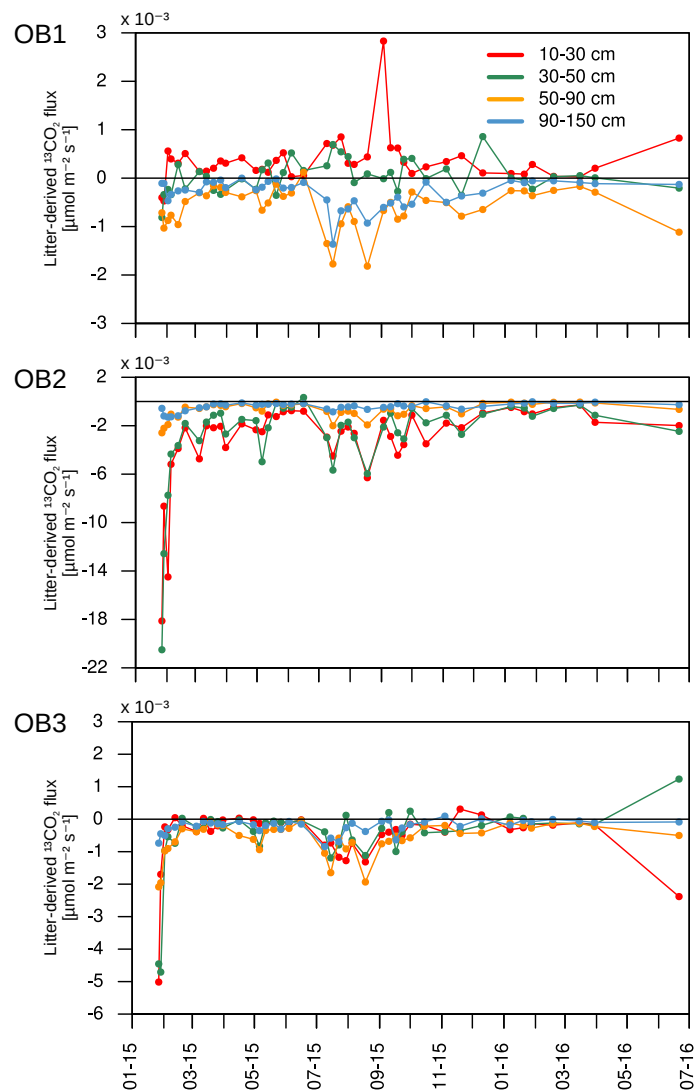 OB1
x 10⁻³
3
2
1
0
-1
-2
-3
Litter-derived ¹³CO₂ flux
[µmol m⁻² s⁻¹]
10-30 cm
30-50 cm
50-90 cm
90-150 cm
OB2
x 10⁻³
2
-2
-6
-10
-14
-18
-22
Litter-derived ¹³CO₂ flux
[µmol m⁻² s⁻¹]
OB3
x 10⁻³
3
2
1
0
-1
-2
-3
-4
-5
-6
Litter-derived ¹³CO₂ flux
[µmol m⁻² s⁻¹]
01-15
03-15
05-15
07-15
09-15
11-15
01-16
03-16
05-16
07-16